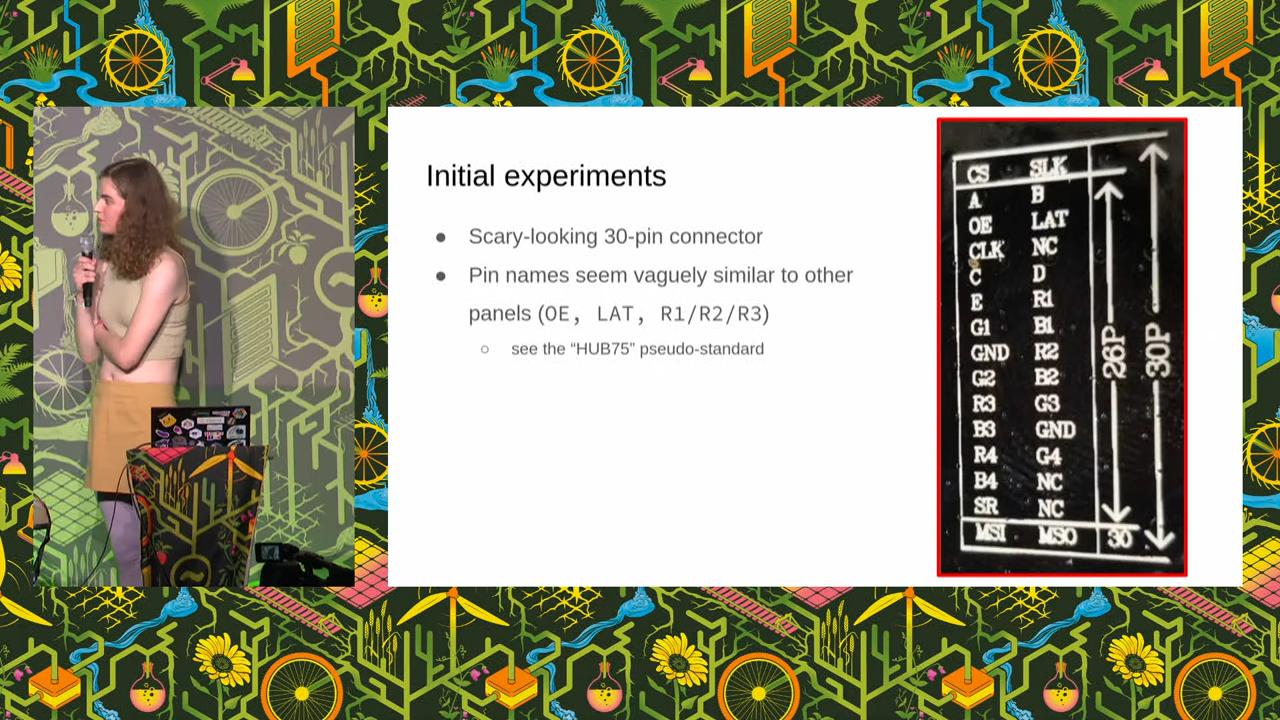 Initial experiments
● Scary-looking 30-pin connector
● Pin names seem vaguely similar to other
panels (OE, LAT, R1/R2/R3)
○ see the “HUB75” pseudo-standard
CS SLK
A B
OE LAT
CLK NC
C D
E R1
G1 B1
GND R2
G2 B2
R3 G3
B3 GND
R4 G4
B4 NC
SR NC
MSI MSO 30
26P
30P